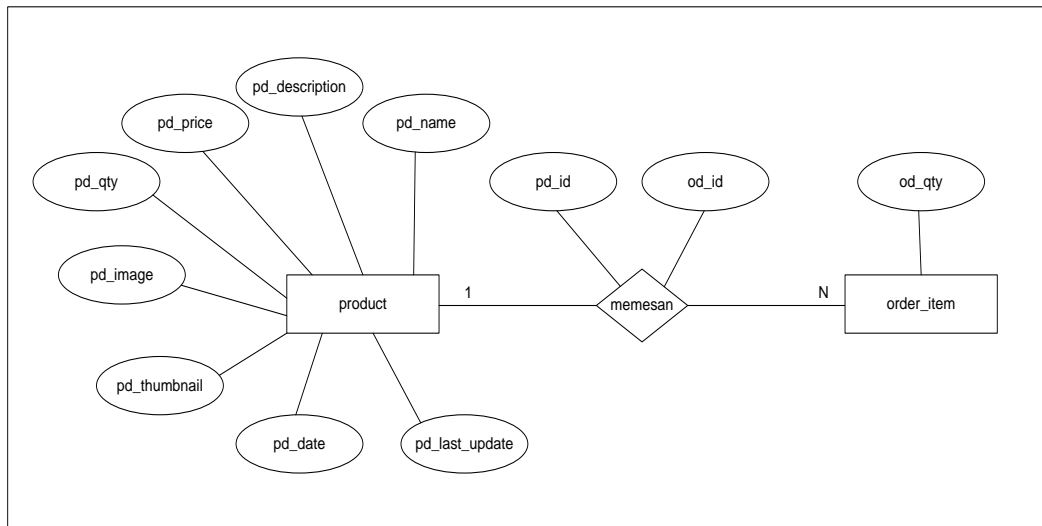 pd_description
pd_price
pd_name
pd_qty
pd_id
od_id
od_qty
pd_image
product
1
memesan
N
order_item
pd_thumbnail
pd_date
pd_last_update